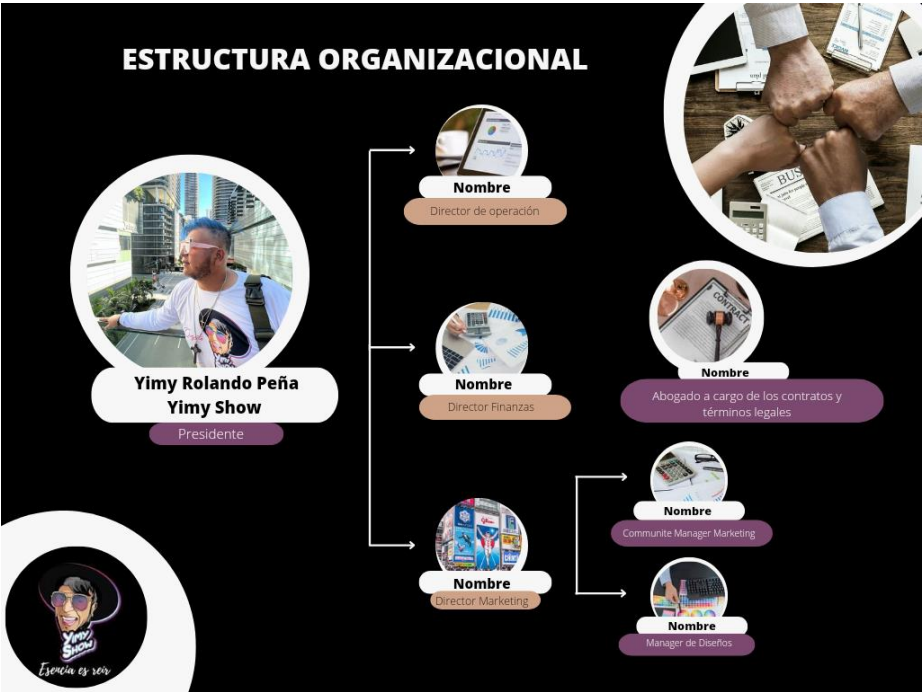 ESTRUCTURA ORGANIZACIONAL
Nombre
Director de operación
Yimy Rolando Peña
Yimy Show
Presidente
Nombre
Director Finanzas
CONTRACT
Nombre
Abogado a cargo de los contratos y
términos legales
Nombre
Director Marketing
Nombre
Communite Manager Marketing
Nombre
Manager de Diseños
YIMY
SHOW
Esencia es reír
BUS